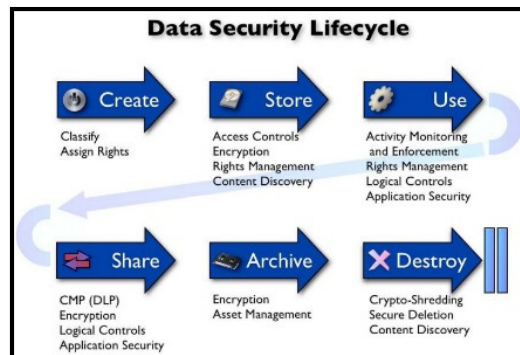 Data Security Lifecycle
Create
Classify
Assign Rights
Store
Access Controls
Encryption
Rights Management
Content Discovery
Use
Activity Monitoring
and Enforcement
Rights Management
Logical Controls
Application Security
Share
CMP (DLP)
Encryption
Logical Controls
Application Security
Archive
Encryption
Asset Management
Destroy
Crypto-Shredding
Secure Deletion
Content Discovery